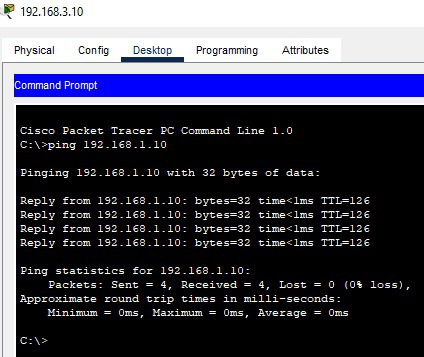 192.168.3.10
Physical Config Desktop Programming Attributes
Command Prompt
Cisco Packet Tracer PC Command Line 1.0
C:\>ping 192.168.1.10
Pinging 192.168.1.10 with 32 bytes of data:
Reply from 192.168.1.10: bytes=32 time<1ms TTL=126
Reply from 192.168.1.10: bytes=32 time<1ms TTL=126
Reply from 192.168.1.10: bytes=32 time<1ms TTL=126
Reply from 192.168.1.10: bytes=32 time<1ms TTL=126
Ping statistics for 192.168.1.10:
Packets: Sent = 4, Received = 4, Lost = 0 (0% loss),
Approximate round trip times in milli-seconds:
Minimum = 0ms, Maximum = 0ms, Average = 0ms
C:\>